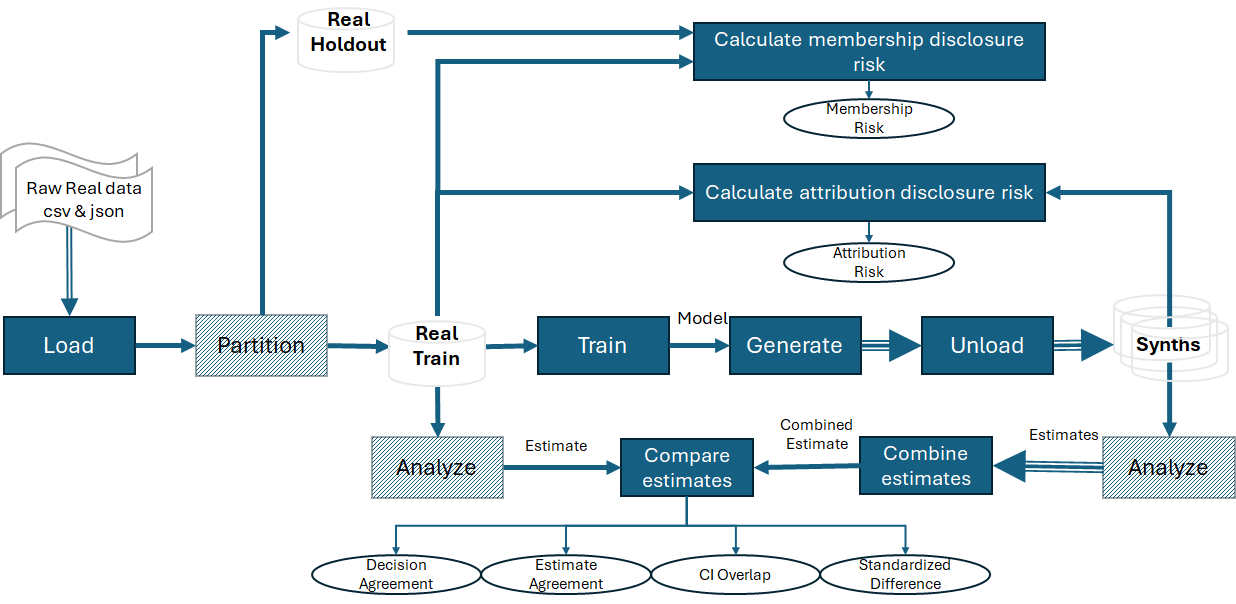 Real
Holdout
Calculate membership disclosure
risk
Membership
Risk
Raw Real data
csv & json
Calculate attribution disclosure risk
Attribution
Risk
Load
Partition
Real
Train
Train
Model
Generate
Unload
Synths
Analyze
Estimate
Compare
estimates
Combined
Estimate
Combine
estimates
Estimates
Analyze
Decision
Agreement
Estimate
Agreement
CI Overlap
Standardized
Difference